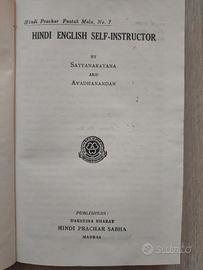 Hindi Prachar Pustak Mala, No. 7
HINDI ENGLISH SELF-INSTRUCTOR
BY
SATYANARAYANA
AND
AVADHANANDAN
PUBLISHERS:
DAKSHINA BHARAT
HINDI PRACHAR SABHA
MADRAS
Subito